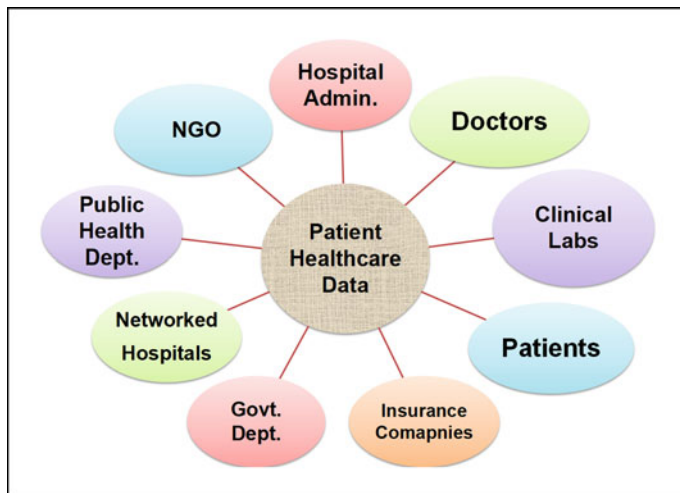 Hospital
Admin.
Doctors
NGO
Clinical
Labs
Public
Health
Dept.
Patient
Healthcare
Data
Networked
Hospitals
Patients
Govt.
Dept.
Insurance
Comapnies